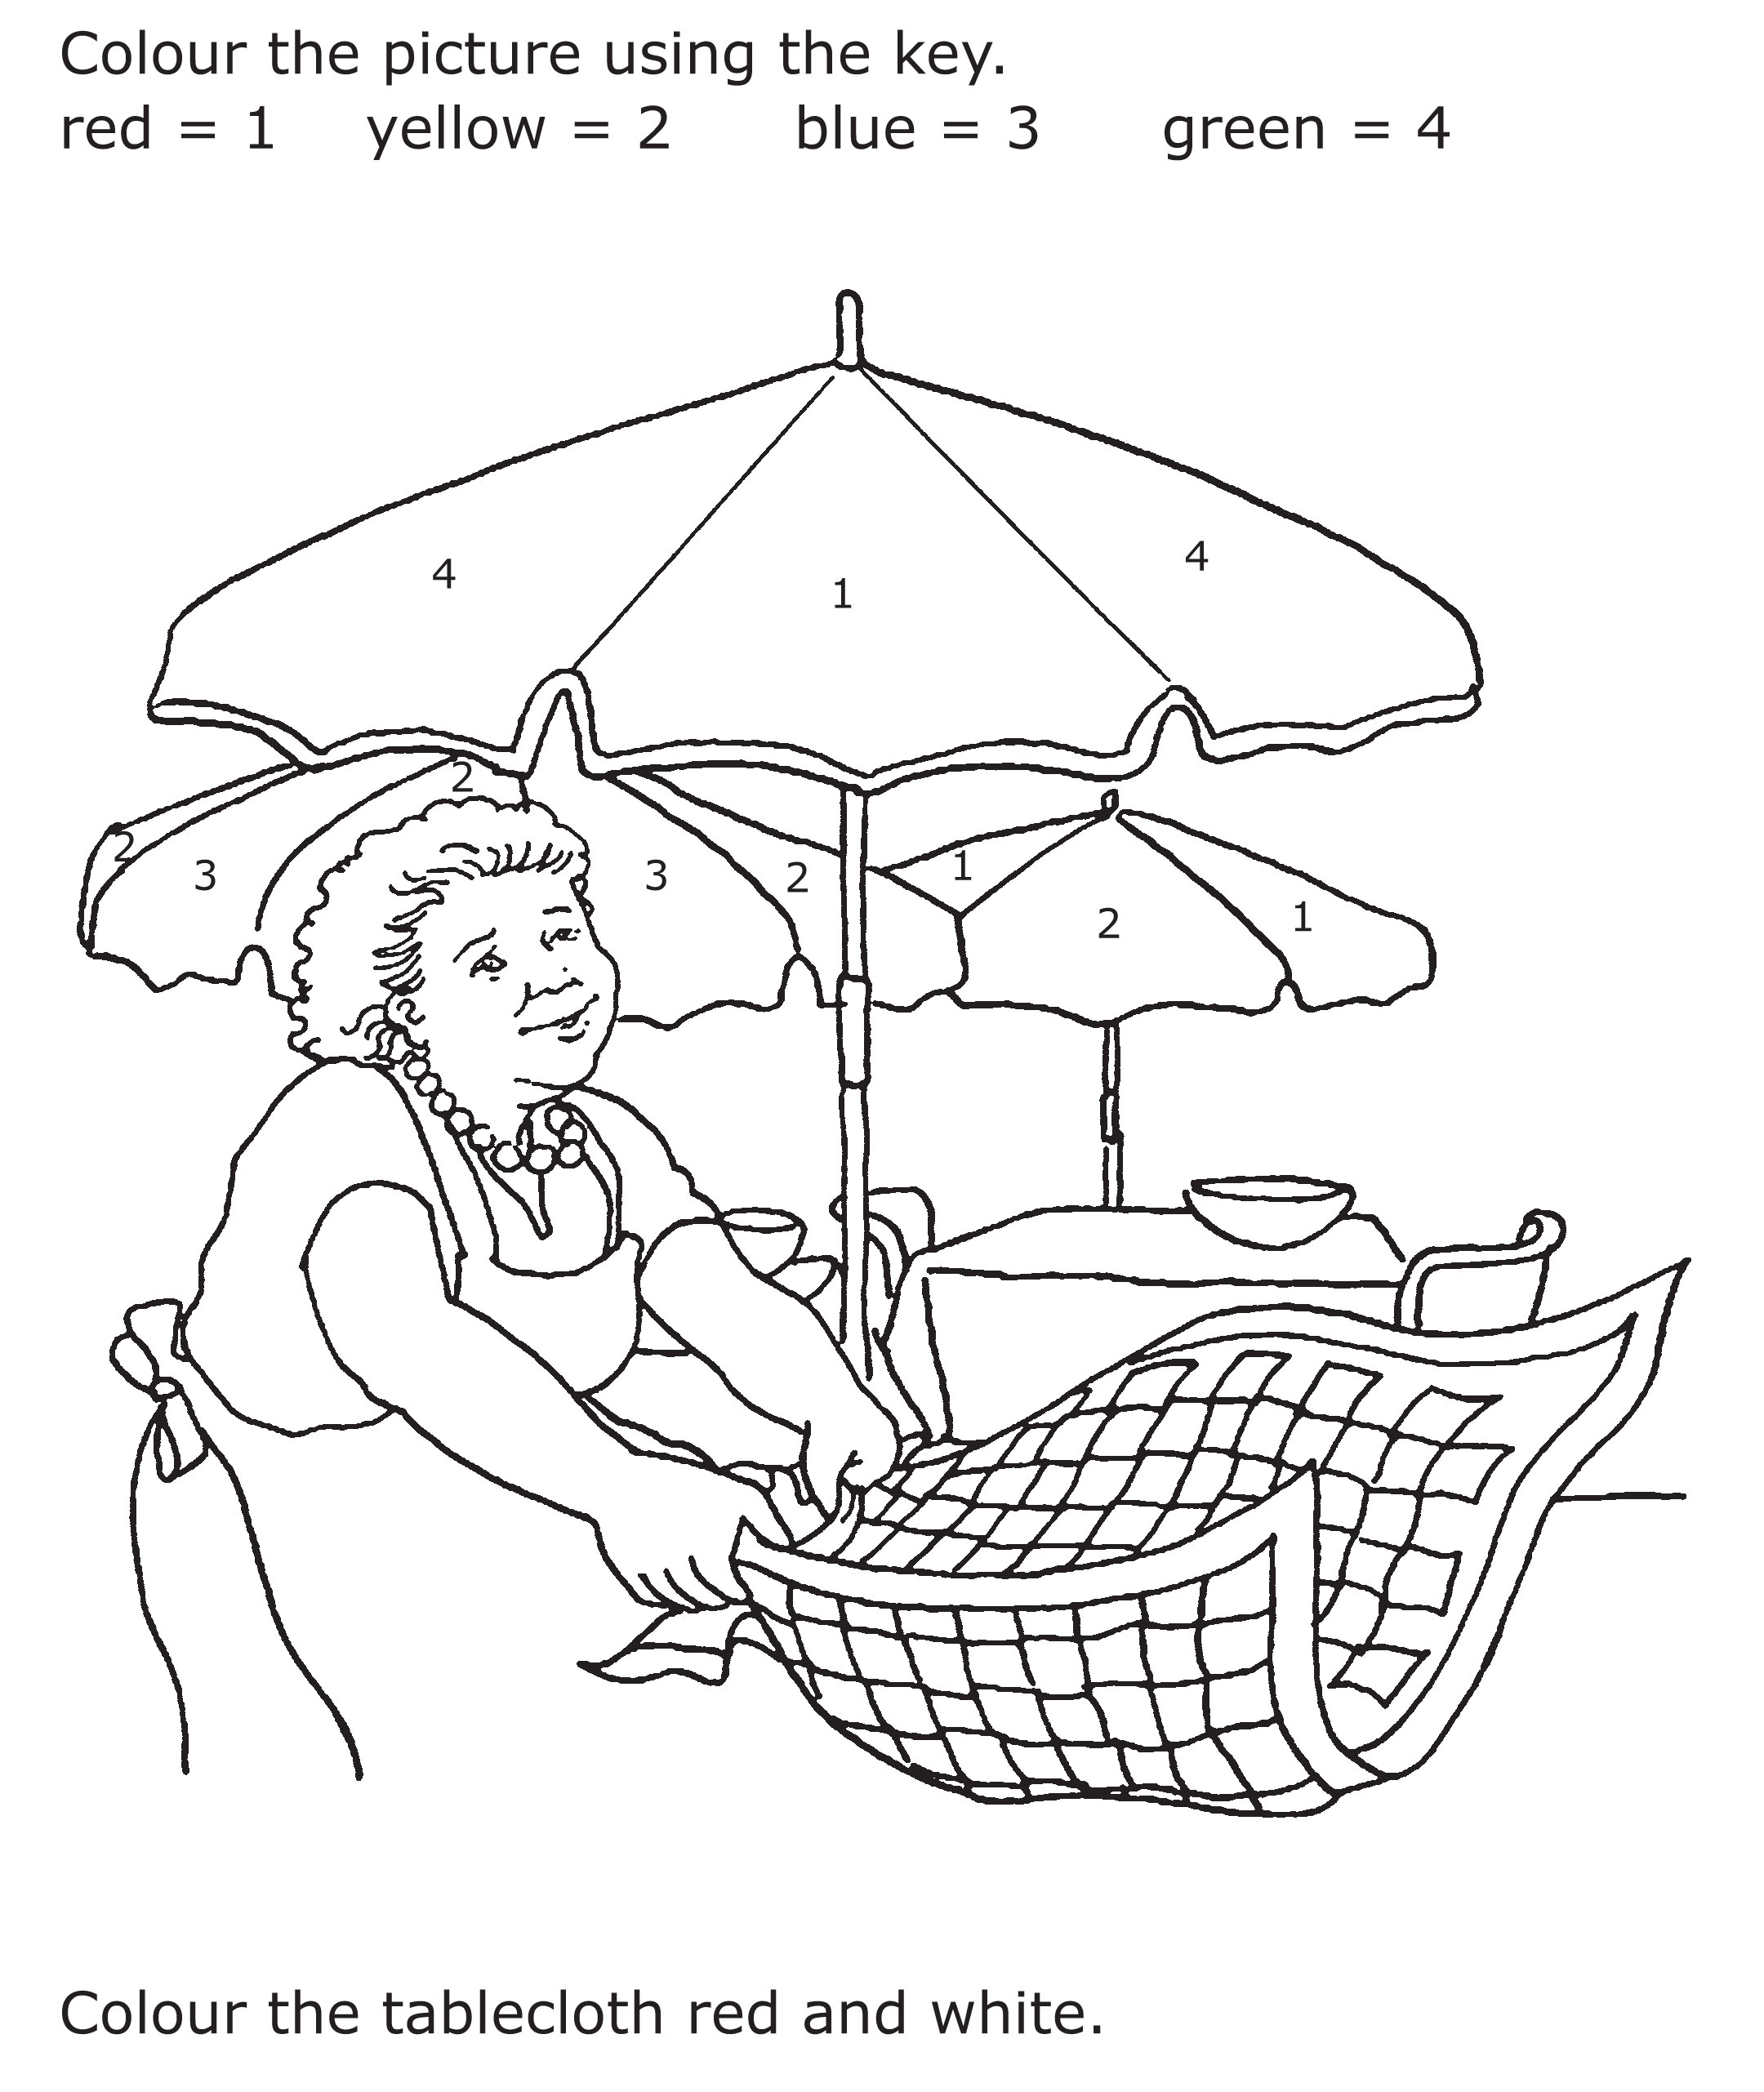 Colour the picture using the key.
red = 1 yellow = 2 blue = 3 green = 4
4 1 4
2
2 3 3 2 1 2 1
Colour the tablecloth red and white.